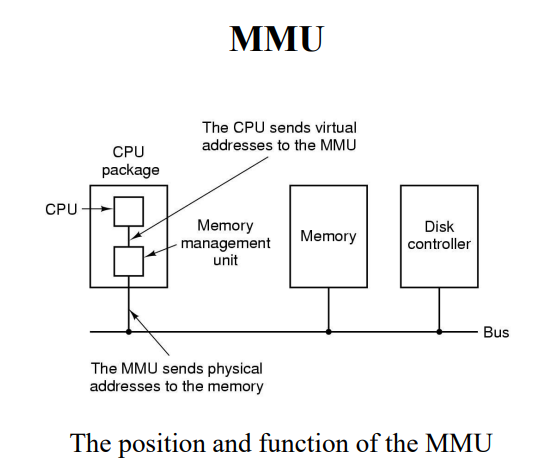 MMU
The CPU sends virtual
addresses to the MMU
CPU
package
CPU
Memory
management
unit
Memory
Disk
controller
Bus
The MMU sends physical
addresses to the memory
The position and function of the MMU